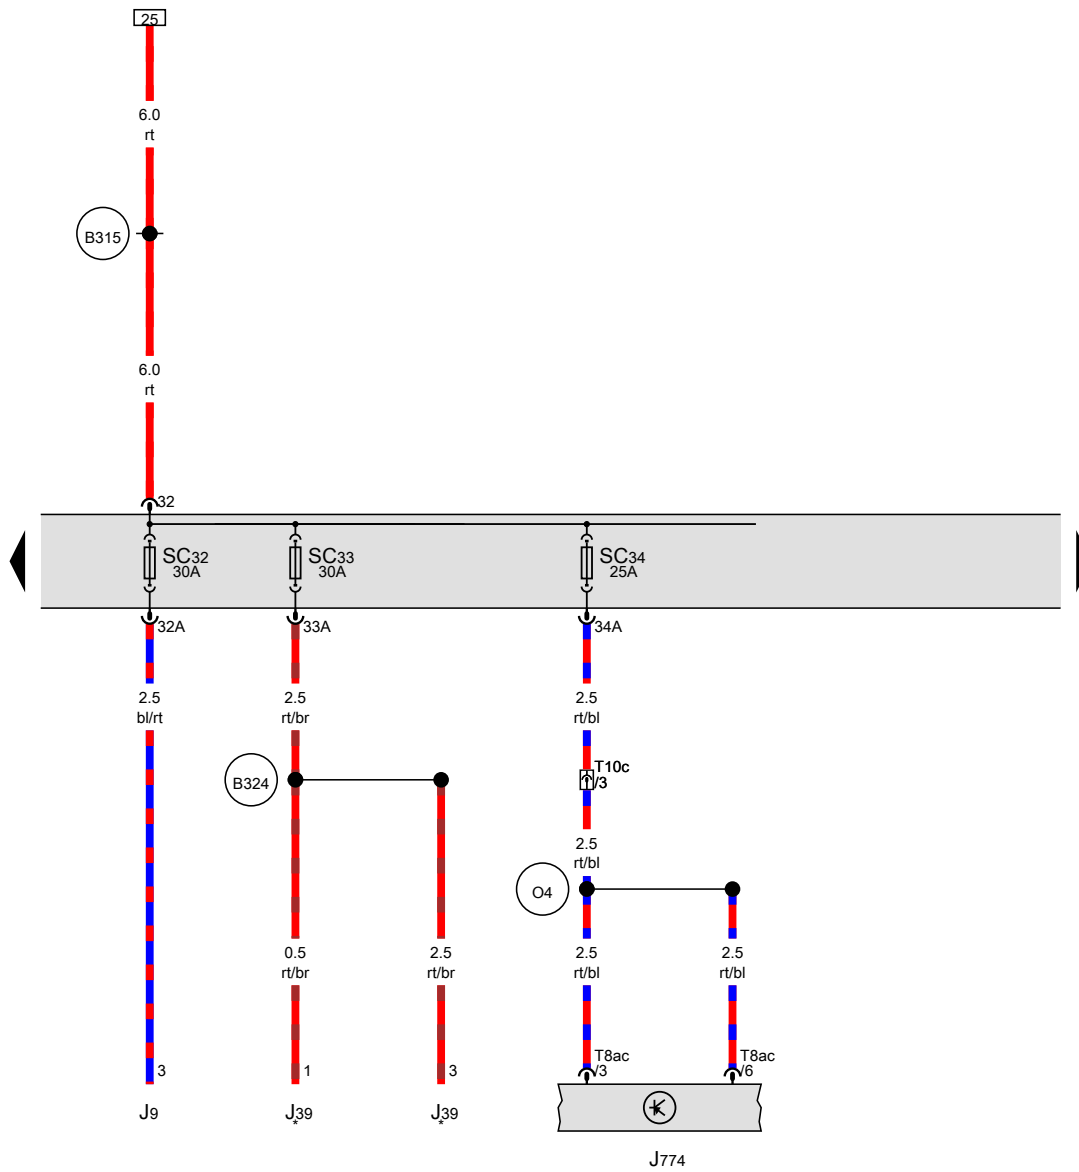 25
6.0
rt
B315
6.0
rt
32
SC32
30A
SC33
30A
SC34
25A
32A
33A
34A
2.5
bl/rt
2.5
rt/br
2.5
rt/bl
B324
T10c
/3
2.5
rt/bl
O4
0.5
rt/br
2.5
rt/br
2.5
rt/bl
2.5
rt/bl
3
1
3
T8ac
/3
T8ac
/6
J9
J39
*
J39
*
J774